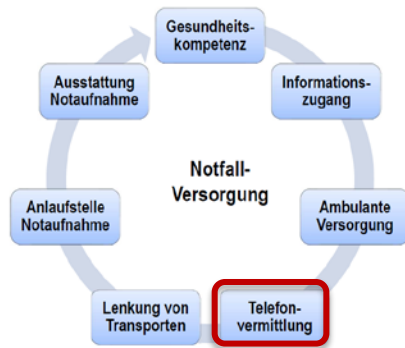 Gesundheits-
kompetenz
Informations-
zugang
Ambulante
Versorgung
Telefon-
vermittlung
Lenkung von
Transporten
Anlaufstelle
Notaufnahme
Ausstattung
Notaufnahme
Notfall-
Versorgung